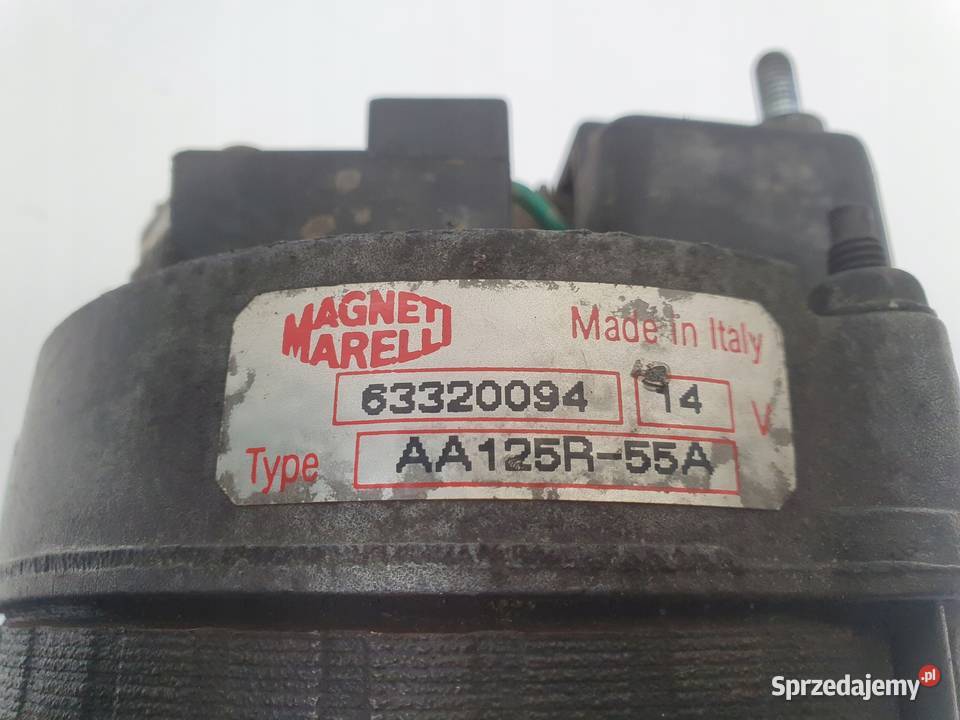 MAGNETI
MARELLI
Made in Italy
63320094 14 V
Type AA125R-55A
Sprzedajemy.pl